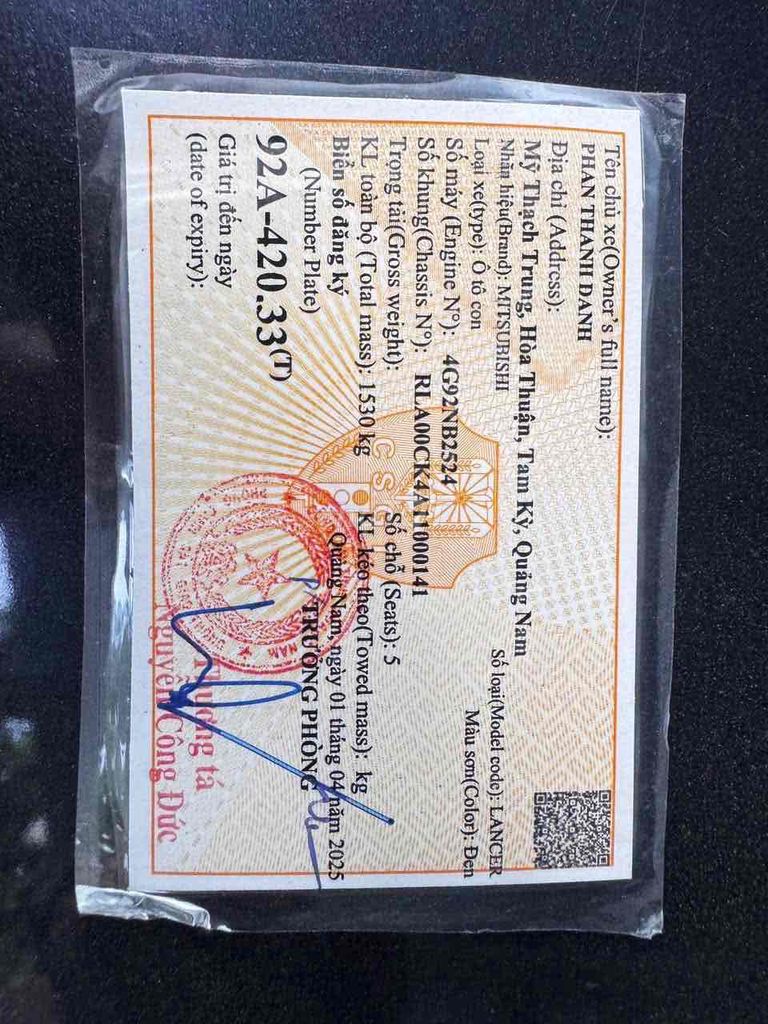 Tên chủ xe(Owner's full name):
PHAN THANH DANH
Địa chỉ (Address):
Mỹ Thạch Trung, Hòa Thuận, Tam Kỳ, Quảng Nam
Nhãn hiệu(Brand): MITSUBISHI Số loại(Model code): LANCER
Loại xe(type): Ô tô con Màu sơn(Color): Đen
Số máy (Engine N°): 4G92NB2524
Số khung(Chassis N°): RLA00CK4A11000141
Trọng tải(Gross weight): Số chỗ (Seats): 5
KL toàn bộ (Total mass): 1530 kg KL kéo theo(Towed mass): kg
Biển số đăng ký Quảng Nam, ngày 01 tháng 04 năm 2025
(Number Plate) P/TRƯỞNG PHÒNG
92A-420.33(T)
Giá trị đến ngày
(date of expiry):
Thượng tá
Nguyễn Công Đức
CSGT
PHÒNG
NAM